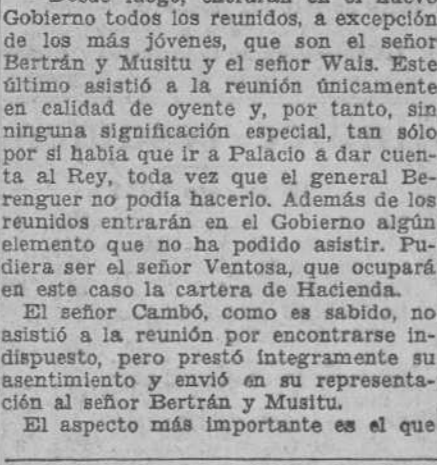 Desde luego, entrarán en el nuevo
Gobierno todos los reunidos, a excepción
de los más jóvenes, que son el señor
Bertrán y Musitu y el señor Wais. Este
último asistió a la reunión únicamente
en calidad de oyente y, por tanto, sin
ninguna significación especial, tan sólo
por si había que ir a Palacio a dar cuen-
ta al Rey, toda vez que el general Be-
renguer no podía hacerlo. Además de los
reunidos entrarán en el Gobierno algún
elemento que no ha podido asistir. Pu-
diera ser el señor Ventosa, que ocupará
en este caso la cartera de Hacienda.
El señor Cambó, como es sabido, no
asistió a la reunión por encontrarse in-
dispuesto, pero prestó íntegramente su
asentimiento y envió en su representa-
ción al señor Bertrán y Musitu.
El aspecto más importante es el que